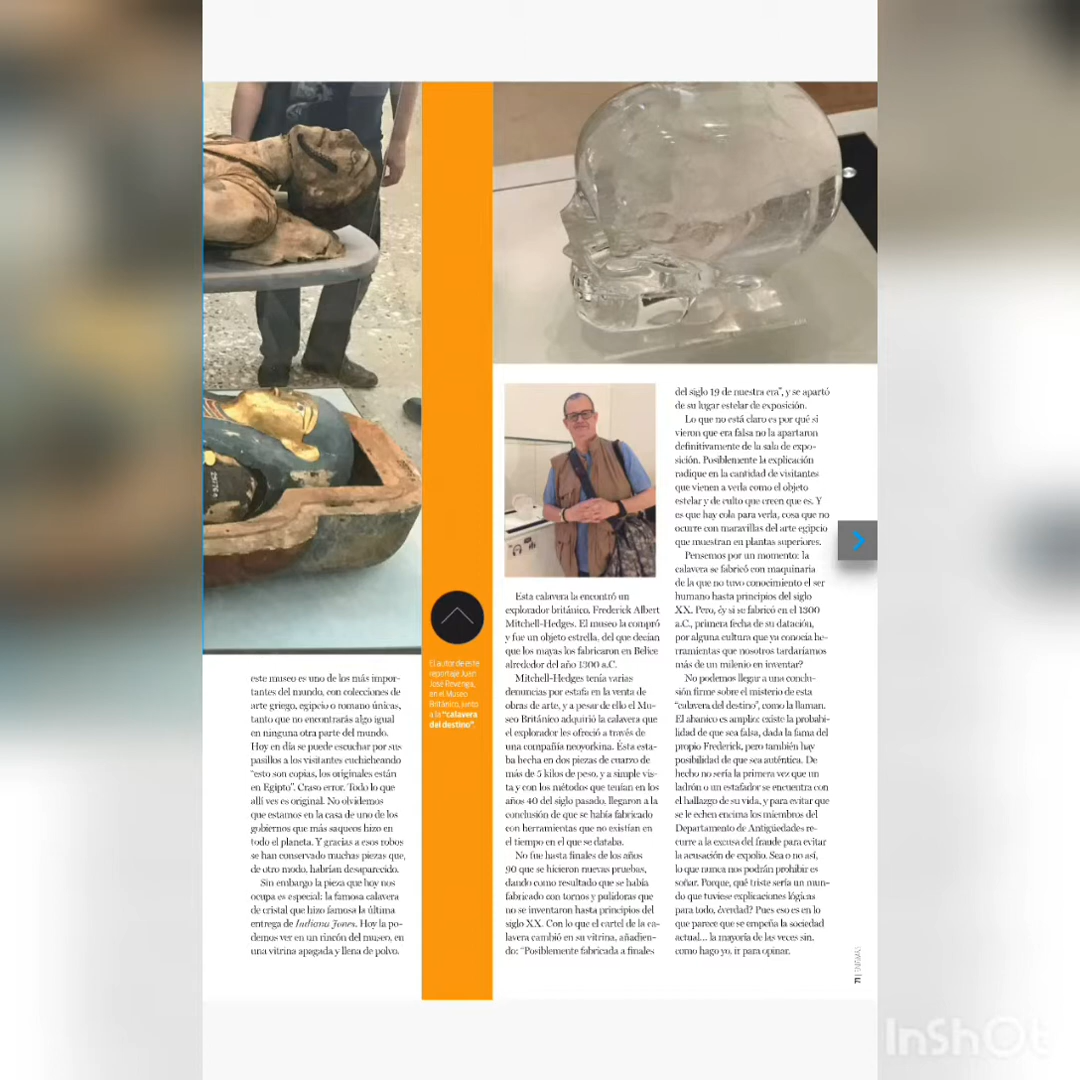 este museo es uno de los más impor-
tantes del mundo, con colecciones de
arte griego, egipcio o romano únicas,
tanto que no encontrarás algo igual
en ninguna otra parte del mundo.
Hoy en día se puede escuchar por sus
pasillos a los visitantes cuchicheando
“esto son copias, los originales están
en Egipto”. Craso error. Todo lo que
allí ves es original. No olvidemos
que estamos en la casa de uno de los
gobiernos que más saqueos hizo en
todo el planeta. Y gracias a esos robos
se han conservado muchas piezas que,
de otro modo, habrían desaparecido.
Sin embargo la pieza que hoy nos
ocupa es especial: la famosa calavera
de cristal que hizo famosa la última
entrega de Indiana Jones. Hoy la po-
demos ver en un rincón del museo, en
una vitrina apagada y llena de polvo.
El autor de este
reportaje Juan
José Revenga,
en el Museo
Británico, junto
a la “calavera
del destino”.
Esta calavera la encontró un
explorador británico, Frederick Albert
Mitchell-Hedges. El museo la compró
y fue un objeto estrella, del que decían
que los mayas los fabricaron en Belice
alrededor del año 1300 a.C.
Mitchell-Hedges tenía varias
denuncias por estafa en la venta de
obras de arte, y a pesar de ello el Mu-
seo Británico adquirió la calavera que
el explorador les ofreció a través de
una compañía neoyorkina. Ésta esta-
ba hecha en dos piezas de cuarzo de
más de 5 kilos de peso, y a simple vis-
ta y con los métodos que tenían en los
años 40 del siglo pasado, llegaron a la
conclusión de que se había fabricado
con herramientas que no existían en
el tiempo en el que se databa.
No fue hasta finales de los años
90 que se hicieron nuevas pruebas,
dando como resultado que se había
fabricado con tornos y pulidoras que
no se inventaron hasta principios del
siglo XX. Con lo que el cartel de la ca-
lavera cambió en su vitrina, añadien-
do: “Posiblemente fabricada a finales
del siglo 19 de nuestra era”, y se apartó
de su lugar estelar de exposición.
Lo que no está claro es por qué si
vieron que era falsa no la apartaron
definitivamente de la sala de expo-
sición. Posiblemente la explicación
radique en la cantidad de visitantes
que vienen a verla como el objeto
estelar y de culto que creen que es. Y
es que hay cola para verla, cosa que no
ocurre con maravillas del arte egipcio
que muestran en plantas superiores.
Pensemos por un momento: la
calavera se fabricó con maquinaria
de la que no tuvo conocimiento el ser
humano hasta principios del siglo
XX. Pero, ¿y si se fabricó en el 1300
a.C., primera fecha de su datación,
por alguna cultura que ya conocía he-
rramientas que nosotros tardaríamos
más de un milenio en inventar?
No podemos llegar a una conclu-
sión firme sobre el misterio de esta
“calavera del destino”, como la llaman.
El abanico es amplio: existe la probabi-
lidad de que sea falsa, dada la fama del
propio Frederick, pero también hay
posibilidad de que sea auténtica. De
hecho no sería la primera vez que un
ladrón o un estafador se encuentra con
el hallazgo de su vida, y para evitar que
se le echen encima los miembros del
Departamento de Antigüedades re-
curre a la excusa del fraude para evitar
la acusación de expolio. Sea o no así,
lo que nunca nos podrán prohibir es
soñar. Porque, qué triste sería un mun-
do que tuviese explicaciones lógicas
para todo, ¿verdad? Pues eso es en lo
que parece que se empeña la sociedad
actual... la mayoría de las veces sin,
como hago yo, ir para opinar.
71 | ENIGMAS
InShOt